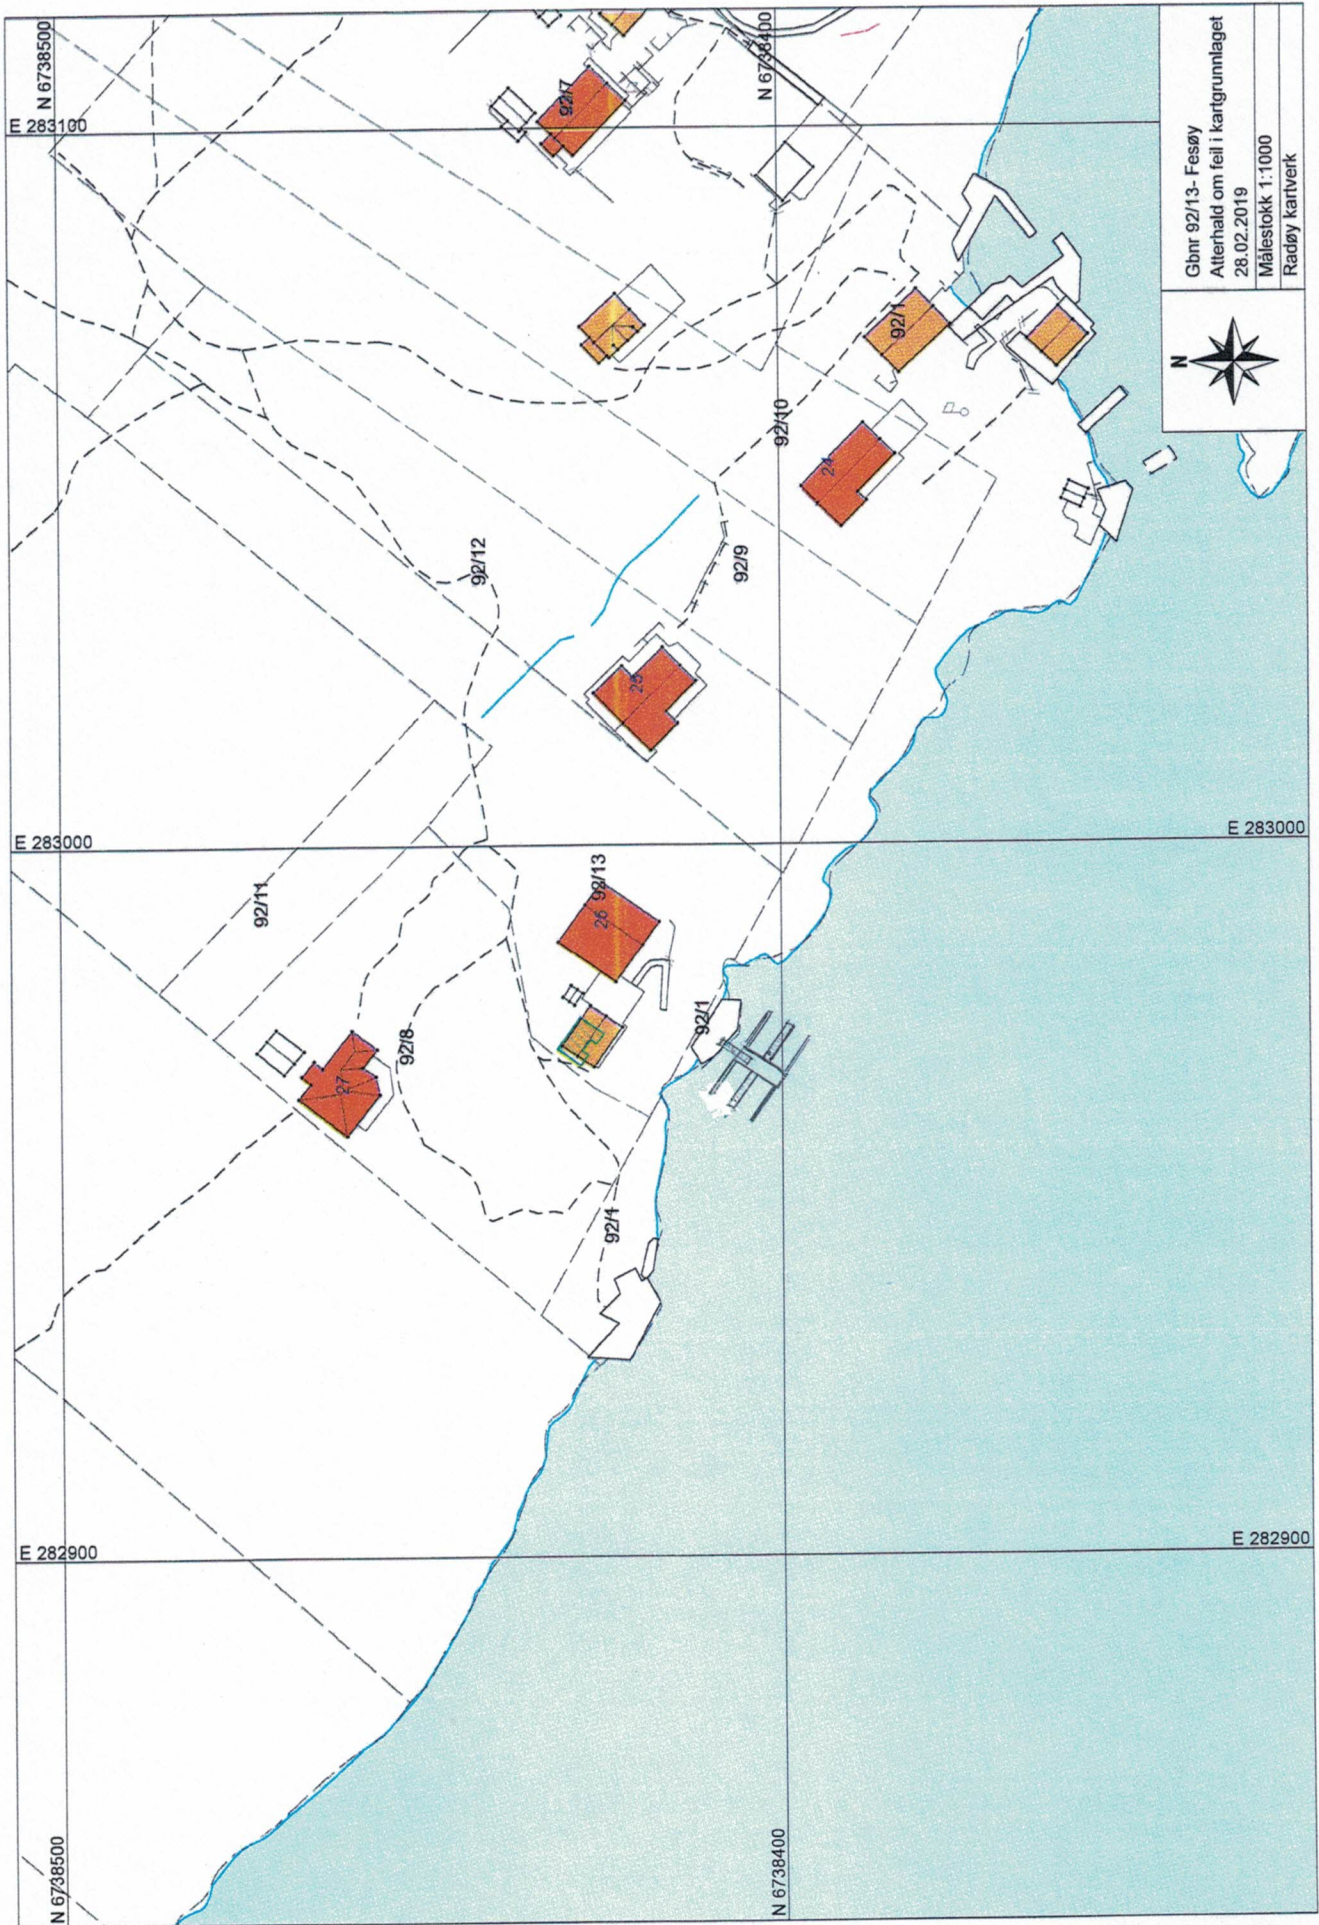 N 6738500
E 283100
N 6738400
92/7
92/1
92/10
24
92/12
92/9
25
E 283000
E 283000
92/11
92/13
26
92/8
27
92/1
92/1
E 282900
E 282900
N 6738500
N 6738400
N
Gbnr 92/13- Fesøy
Atterhald om feil i kartgrunnlaget
28.02.2019
Målestokk 1:1000
Radøy kartverk